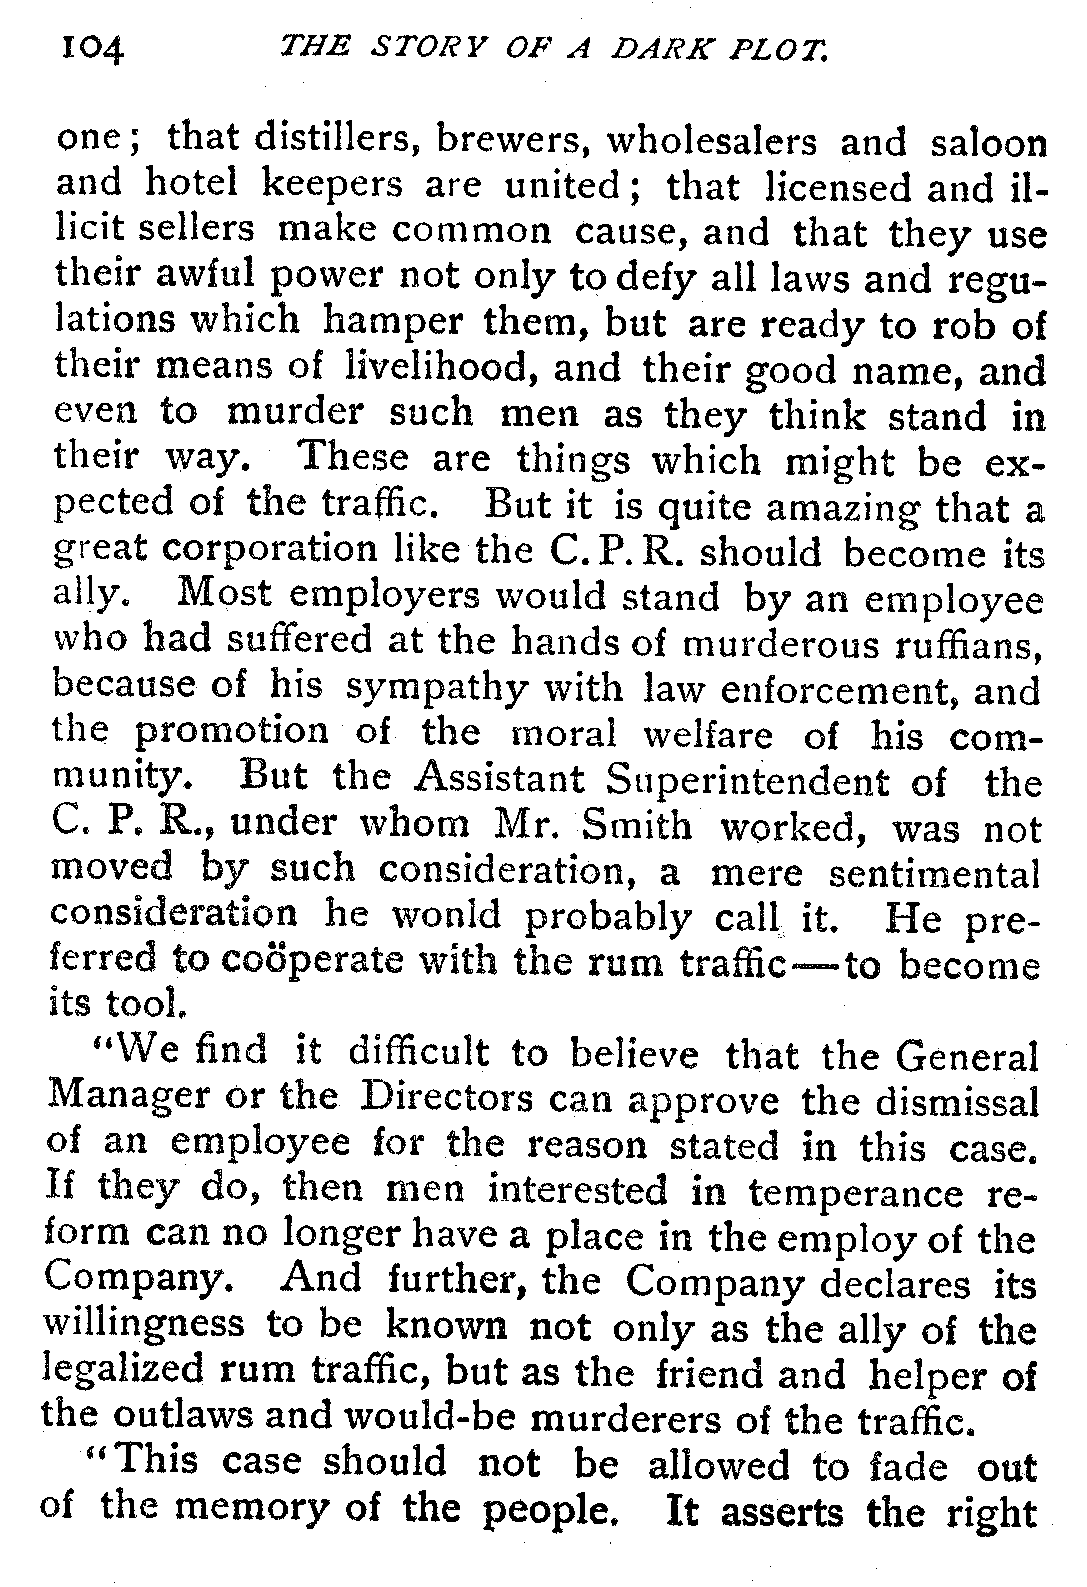 104 THE STORY OF A DARK PLOT.
one; that distillers, brewers, wholesalers and saloon
and hotel keepers are united; that licensed and il-
licit sellers make common cause, and that they use
their awful power not only to defy all laws and regu-
lations which hamper them, but are ready to rob of
their means of livelihood, and their good name, and
even to murder such men as they think stand in
their way. These are things which might be ex-
pected of the traffic. But it is quite amazing that a
great corporation like the C. P. R. should become its
ally. Most employers would stand by an employee
who had suffered at the hands of murderous ruffians,
because of his sympathy with law enforcement, and
the promotion of the moral welfare of his com-
munity. But the Assistant Superintendent of the
C. P. R., under whom Mr. Smith worked, was not
moved by such consideration, a mere sentimental
consideration he wonld probably call it. He pre-
ferred to coöperate with the rum traffic—to become
its tool.
"We find it difficult to believe that the General
Manager or the Directors can approve the dismissal
of an employee for the reason stated in this case.
If they do, then men interested in temperance re-
form can no longer have a place in the employ of the
Company. And further, the Company declares its
willingness to be known not only as the ally of the
legalized rum traffic, but as the friend and helper of
the outlaws and would-be murderers of the traffic.
"This case should not be allowed to fade out
of the memory of the people. It asserts the right